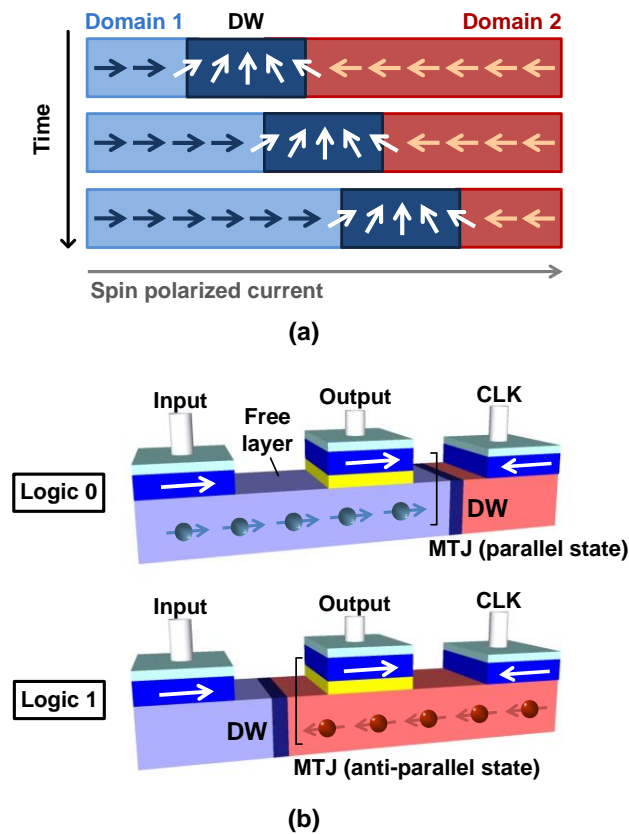 Domain 1 DW Domain 2
Time
Spin polarized current
(a)
Input Output CLK
Free
layer
Logic 0
DW
MTJ (parallel state)
Input Output CLK
Logic 1
DW
MTJ (anti-parallel state)
(b)